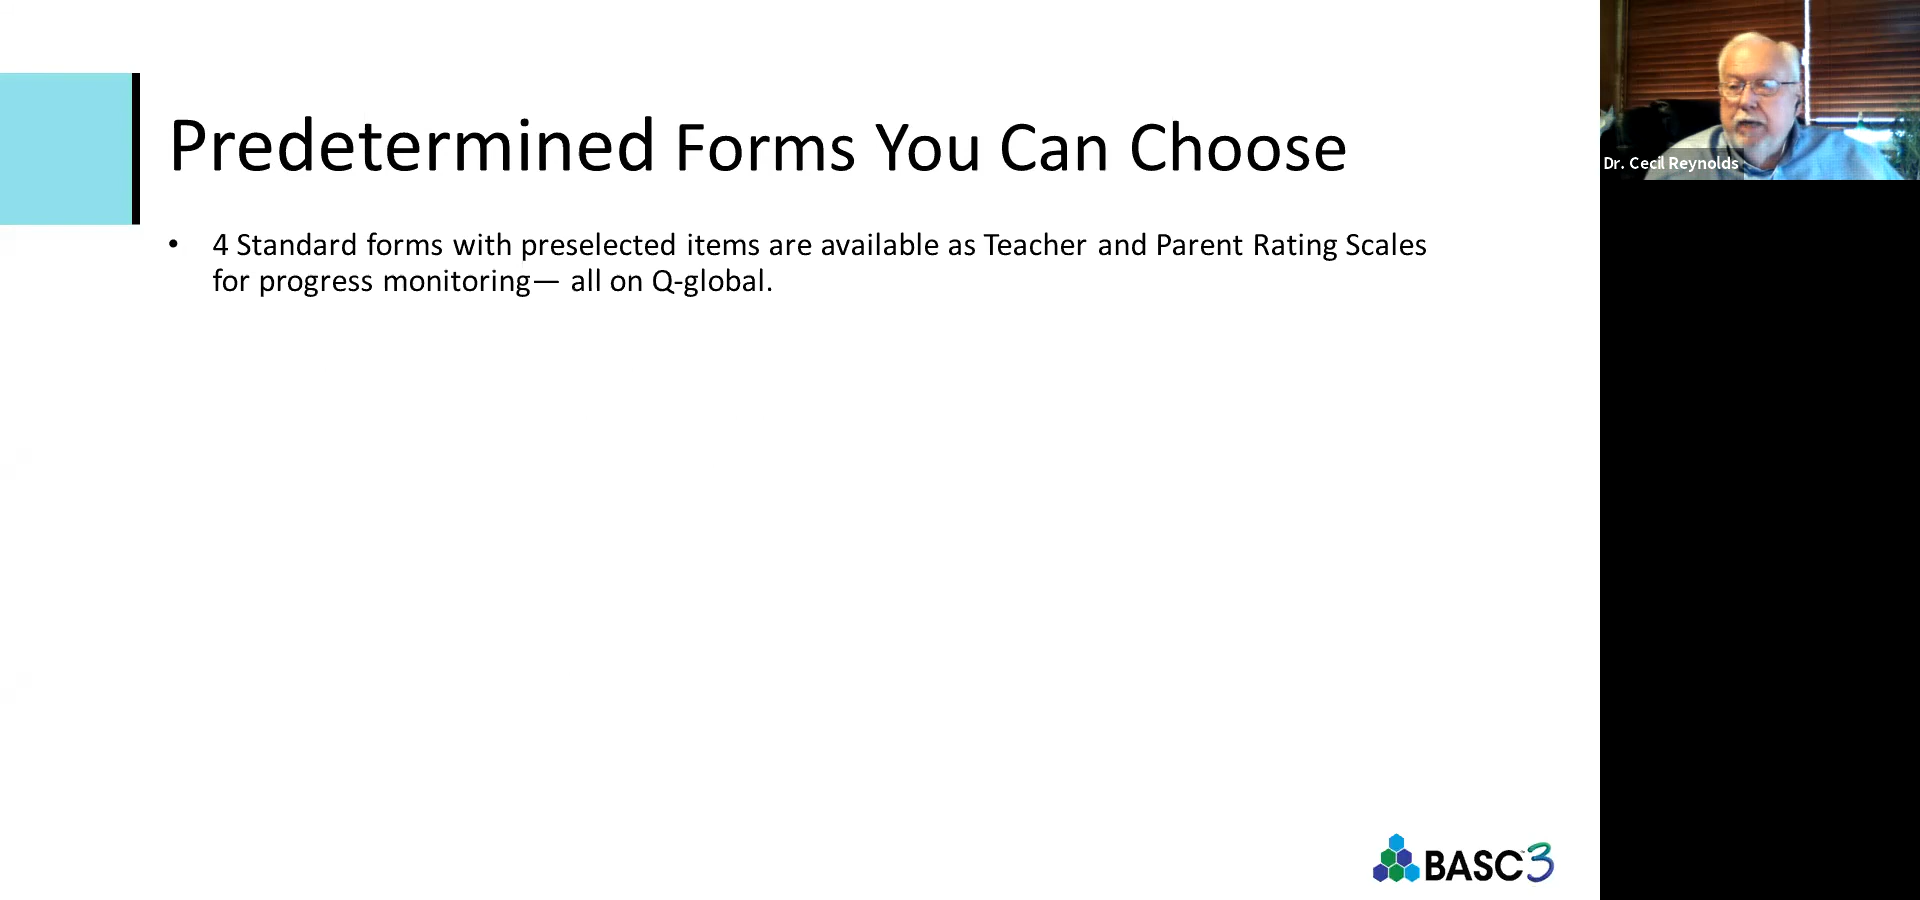 Predetermined Forms You Can Choose
• 4 Standard forms with preselected items are available as Teacher and Parent Rating Scales
for progress monitoring— all on Q-global.
Dr. Cecil Reynolds
BASC™3